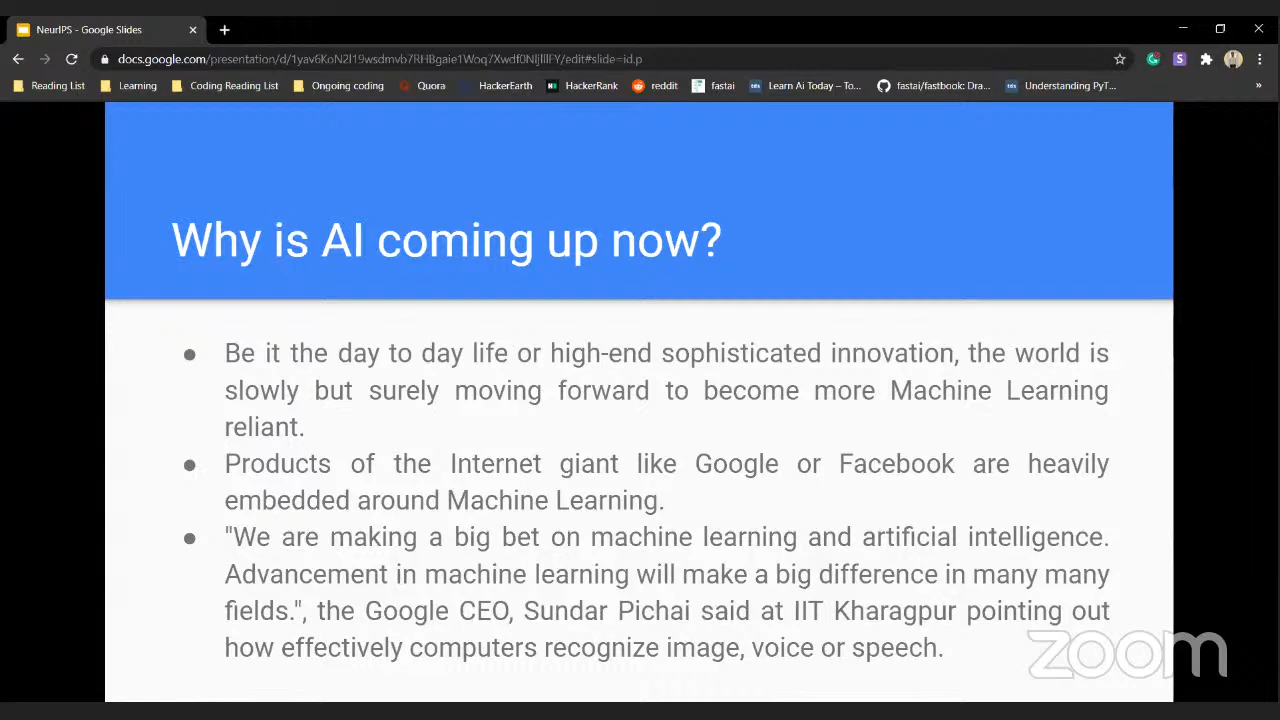 NeurIPS - Google Slides
docs.google.com/presentation/d/1yav6KoN2l19wsdmvb7RHBgaie1Woq7Xwdf0NljlllFY/edit#slide=id.p
Reading List Learning Coding Reading List Ongoing coding Quora HackerEarth HackerRank reddit fastai Learn Ai Today – To... fastai/fastbook: Dra... Understanding PyT...
Why is AI coming up now?
● Be it the day to day life or high-end sophisticated innovation, the world is
slowly but surely moving forward to become more Machine Learning
reliant.
● Products of the Internet giant like Google or Facebook are heavily
embedded around Machine Learning.
● "We are making a big bet on machine learning and artificial intelligence.
Advancement in machine learning will make a big difference in many many
fields.", the Google CEO, Sundar Pichai said at IIT Kharagpur pointing out
how effectively computers recognize image, voice or speech.
zoom